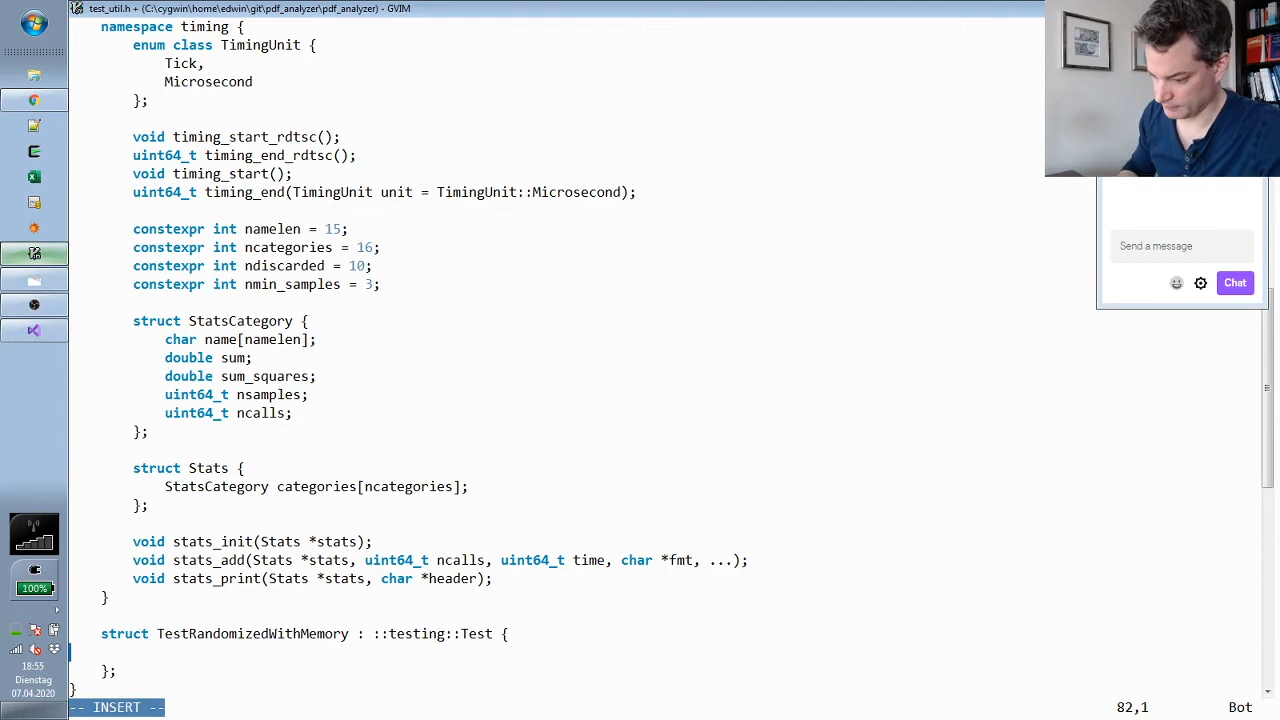 test_util.h + (C:\cygwin\home\edwin\git\pdf_analyzer\pdf_analyzer) - GVIM
namespace timing {
enum class TimingUnit {
Tick,
Microsecond
};
void timing_start_rdtsc();
uint64_t timing_end_rdtsc();
void timing_start();
uint64_t timing_end(TimingUnit unit = TimingUnit::Microsecond);
constexpr int namelen = 15;
constexpr int ncategories = 16;
constexpr int ndiscarded = 10;
constexpr int nmin_samples = 3;
struct StatsCategory {
char name[namelen];
double sum;
double sum_squares;
uint64_t nsamples;
uint64_t ncalls;
};
struct Stats {
StatsCategory categories[ncategories];
};
void stats_init(Stats *stats);
void stats_add(Stats *stats, uint64_t ncalls, uint64_t time, char *fmt, ...);
void stats_print(Stats *stats, char *header);
}
struct TestRandomizedWithMemory : ::testing::Test {
};
}
-- INSERT --
82,1
Bot
Send a message
Chat
100%
18:55
Dienstag
07.04.2020